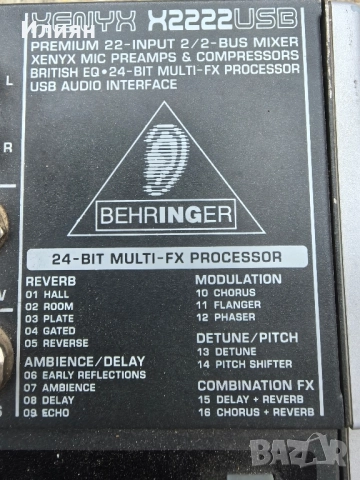 Илиян
XENYX X2222USB
PREMIUM 22-INPUT 2/2-BUS MIXER
XENYX MIC PREAMPS & COMPRESSORS
BRITISH EQ • 24-BIT MULTI-FX PROCESSOR
USB AUDIO INTERFACE
L
R
BEHRINGER
24-BIT MULTI-FX PROCESSOR
REVERB
01 HALL
02 ROOM
03 PLATE
04 GATED
05 REVERSE
AMBIENCE/DELAY
06 EARLY REFLECTIONS
07 AMBIENCE
08 DELAY
09 ECHO
MODULATION
10 CHORUS
11 FLANGER
12 PHASER
DETUNE/PITCH
13 DETUNE
14 PITCH SHIFTER
COMBINATION FX
15 DELAY + REVERB
16 CHORUS + REVERB
bazar